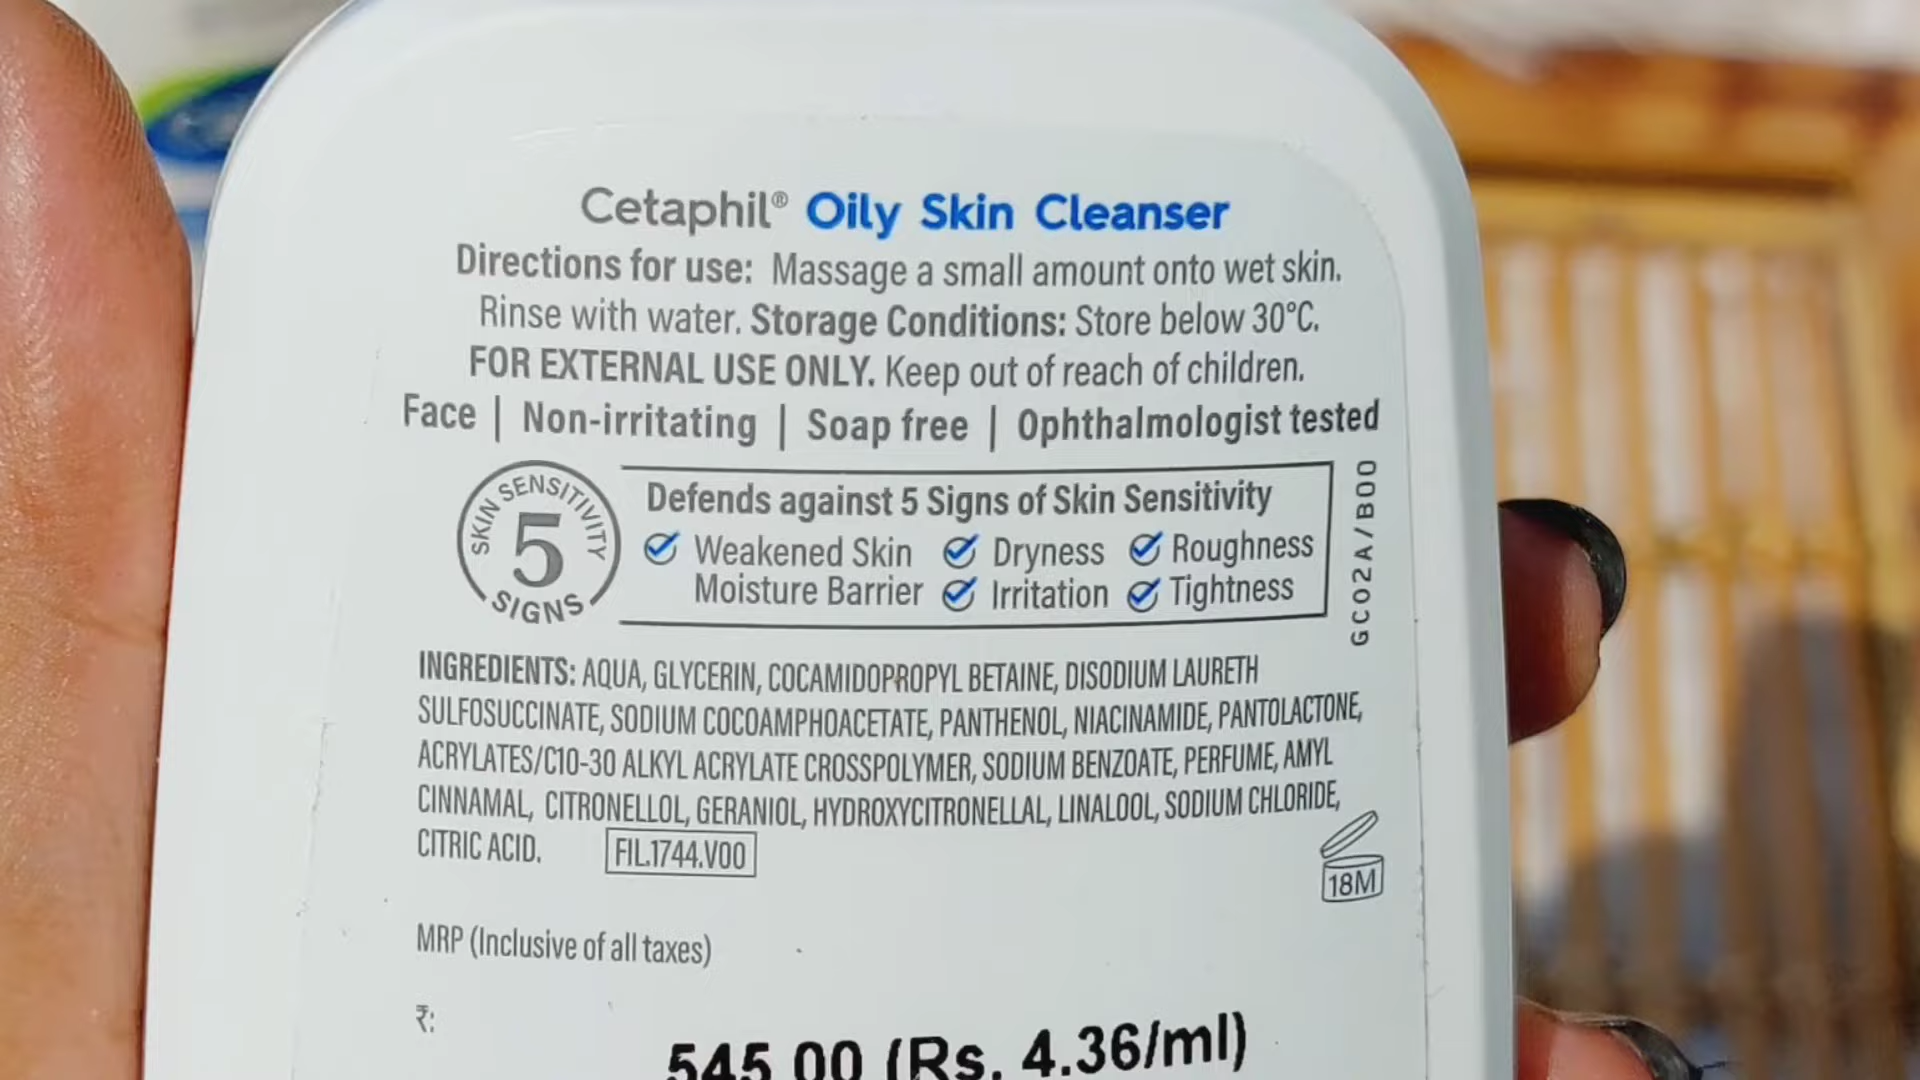 Cetaphil® Oily Skin Cleanser
Directions for use: Massage a small amount onto wet skin.
Rinse with water. Storage Conditions: Store below 30°C.
FOR EXTERNAL USE ONLY. Keep out of reach of children.
Face | Non-irritating | Soap free | Ophthalmologist tested
SKIN SENSITIVITY
5
SIGNS
Defends against 5 Signs of Skin Sensitivity
Weakened Skin Dryness Roughness
Moisture Barrier Irritation Tightness
GC02A/B00
INGREDIENTS: AQUA, GLYCERIN, COCAMIDOPROPYL BETAINE, DISODIUM LAURETH
SULFOSUCCINATE, SODIUM COCOAMPHOACETATE, PANTHENOL, NIACINAMIDE, PANTOLACTONE,
ACRYLATES/C10-30 ALKYL ACRYLATE CROSSPOLYMER, SODIUM BENZOATE, PERFUME, AMYL
CINNAMAL, CITRONELLOL, GERANIOL, HYDROXYCITRONELLAL, LINALOOL, SODIUM CHLORIDE,
CITRIC ACID. FIL.1744.V00
18M
MRP (Inclusive of all taxes)
₹:
545.00 (Rs. 4.36/ml)